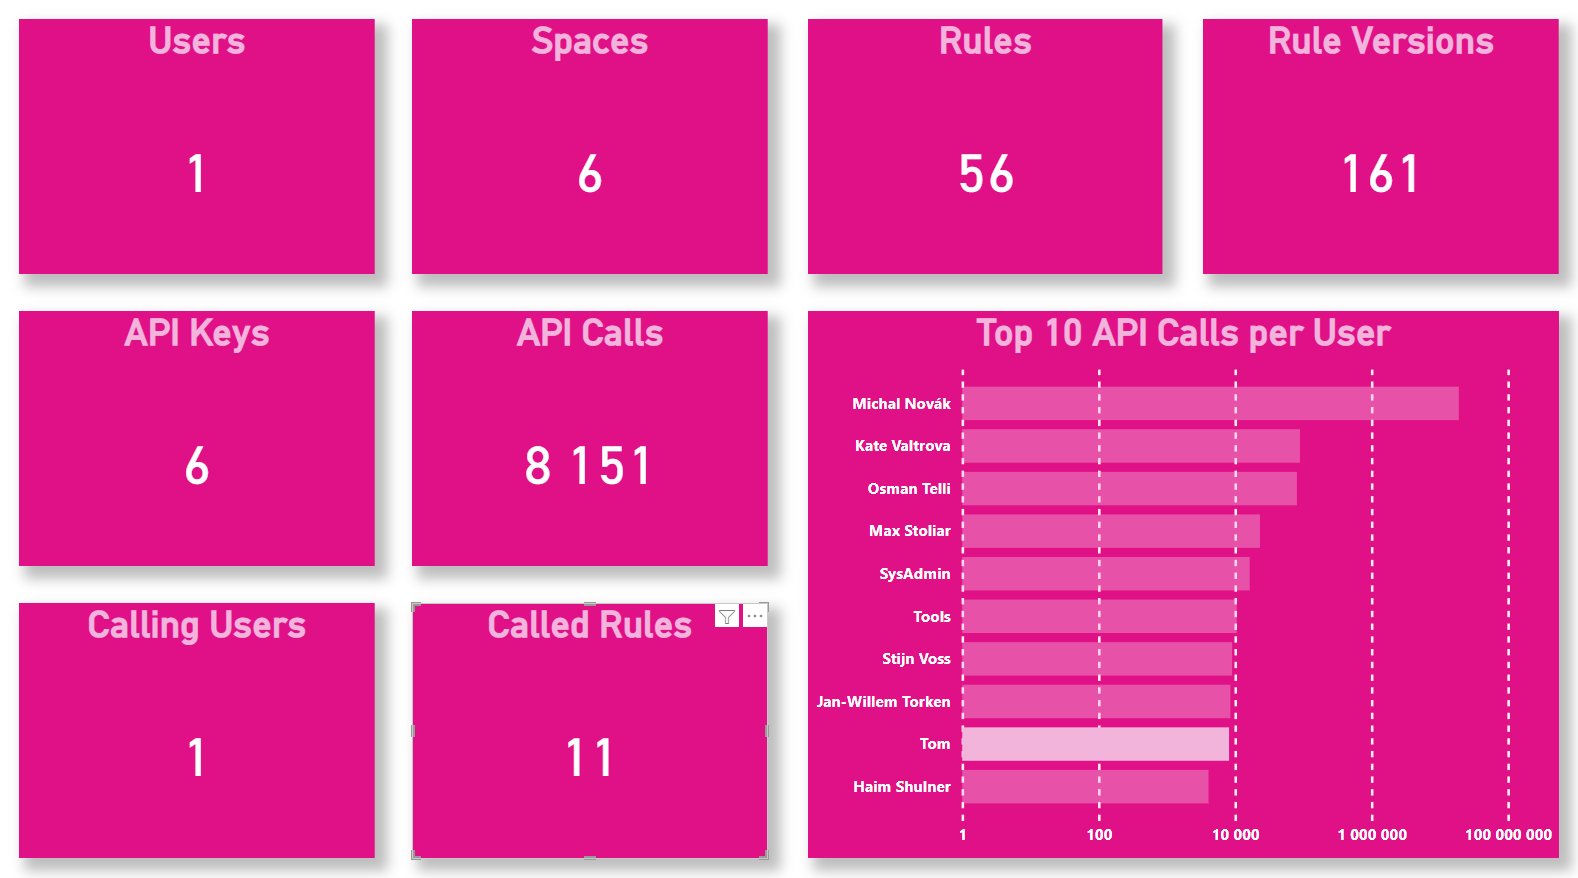 Users
1
Spaces
6
Rules
56
Rule Versions
161
API Keys
6
API Calls
8 151
Top 10 API Calls per User
Michal Novák
Kate Valtrova
Osman Telli
Max Stoliar
SysAdmin
Tools
Stijn Voss
Jan-Willem Torken
Tom
Haim Shulner
1 100 10 000 1 000 000 100 000 000
Calling Users
1
Called Rules
11